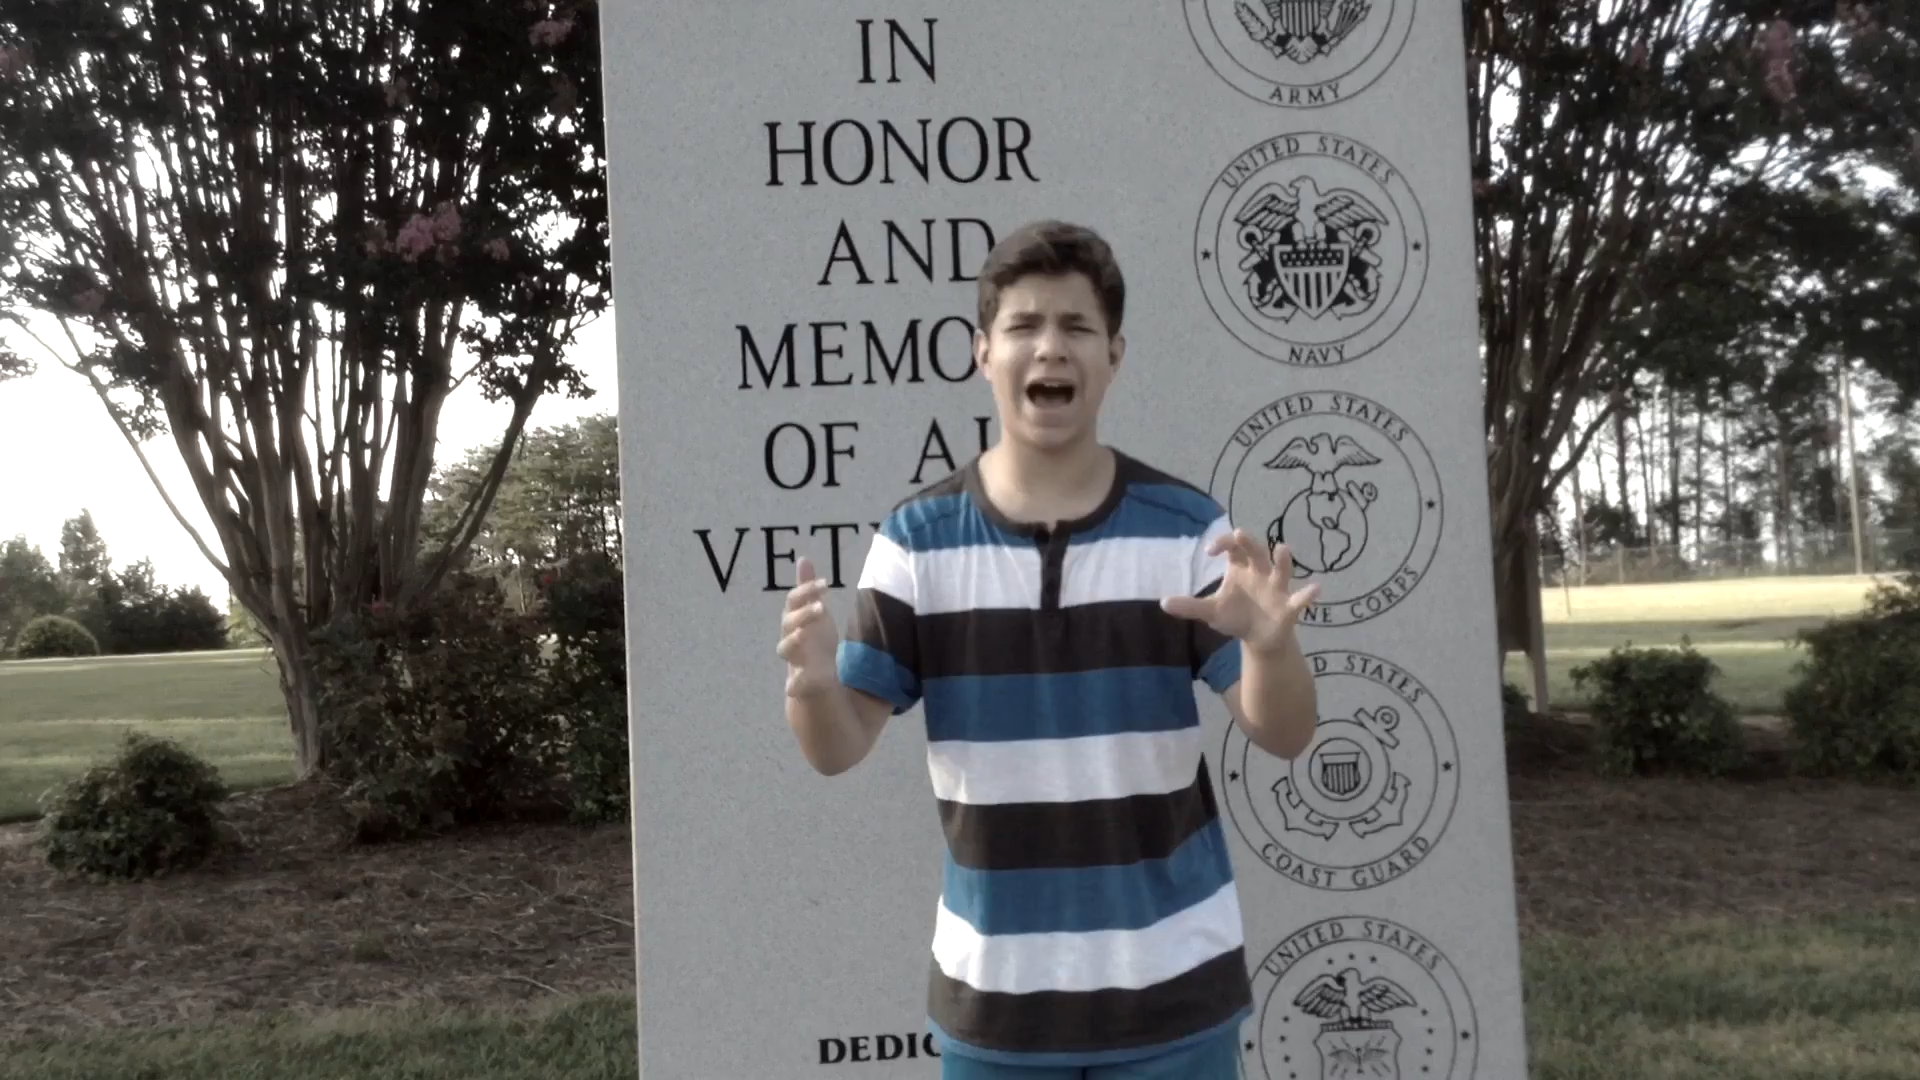 IN
HONOR
AND
MEMO
OF A
VET
DEDIC
ARMY
UNITED STATES
NAVY
UNITED STATES
NE CORPS
D STATES
COAST GUARD
UNITED STATES